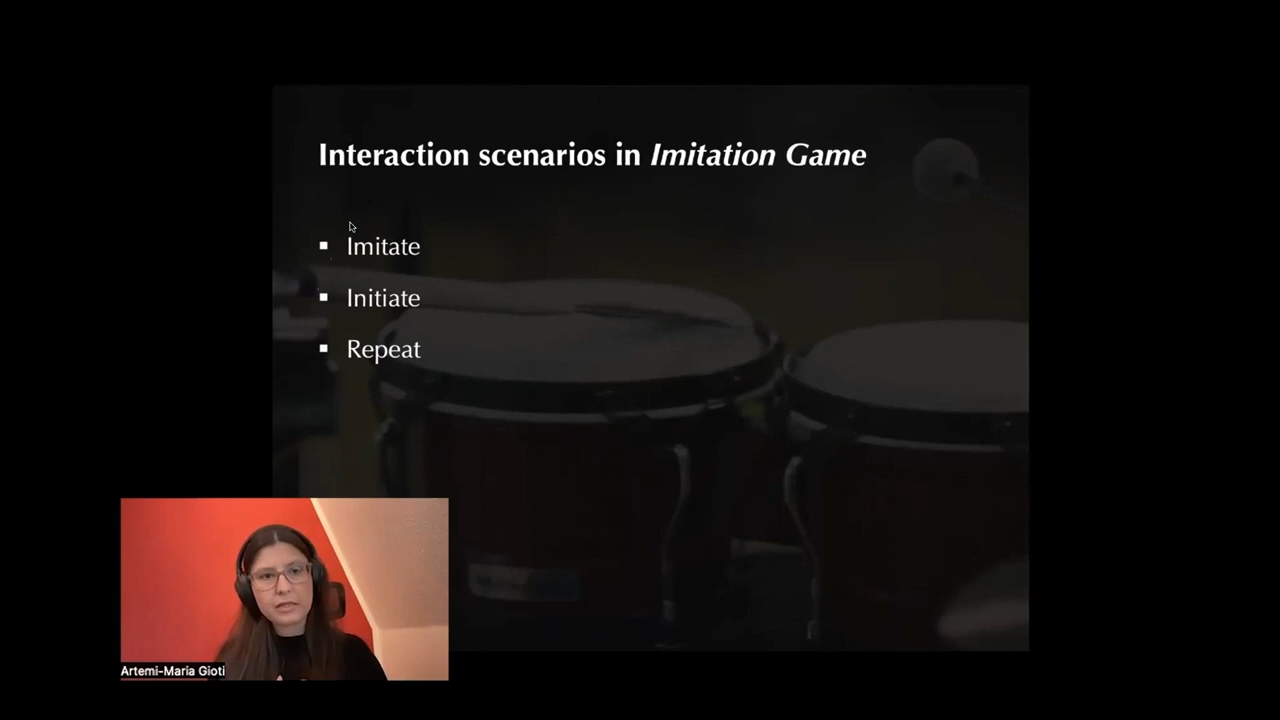 Interaction scenarios in Imitation Game
▪ Imitate
▪ Initiate
▪ Repeat
Artemi-Maria Gioti